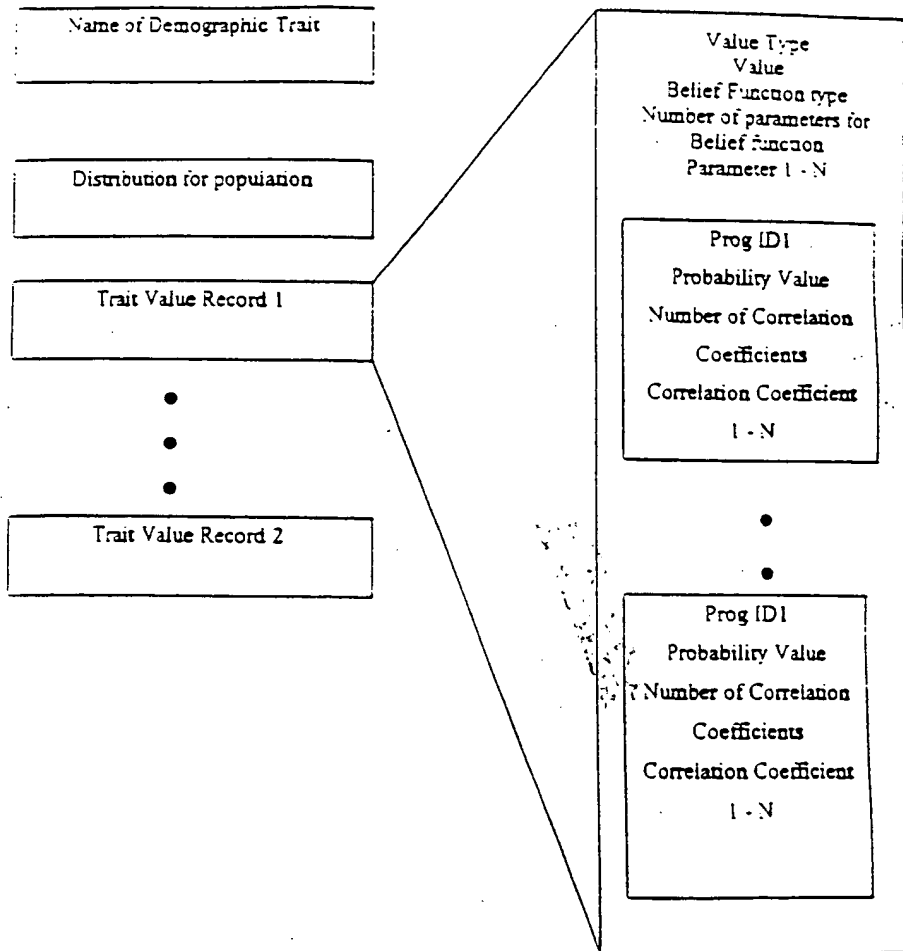 Name of Demographic Trait
Distribution for population
Trait Value Record 1
Trait Value Record 2
Value Type
Value
Belief Function type
Number of parameters for
Belief function
Parameter 1 - N
Prog ID1
Probability Value
Number of Correlation
Coefficients
Correlation Coefficient
1 - N
Prog ID1
Probability Value
Number of Correlation
Coefficients
Correlation Coefficient
1 - N